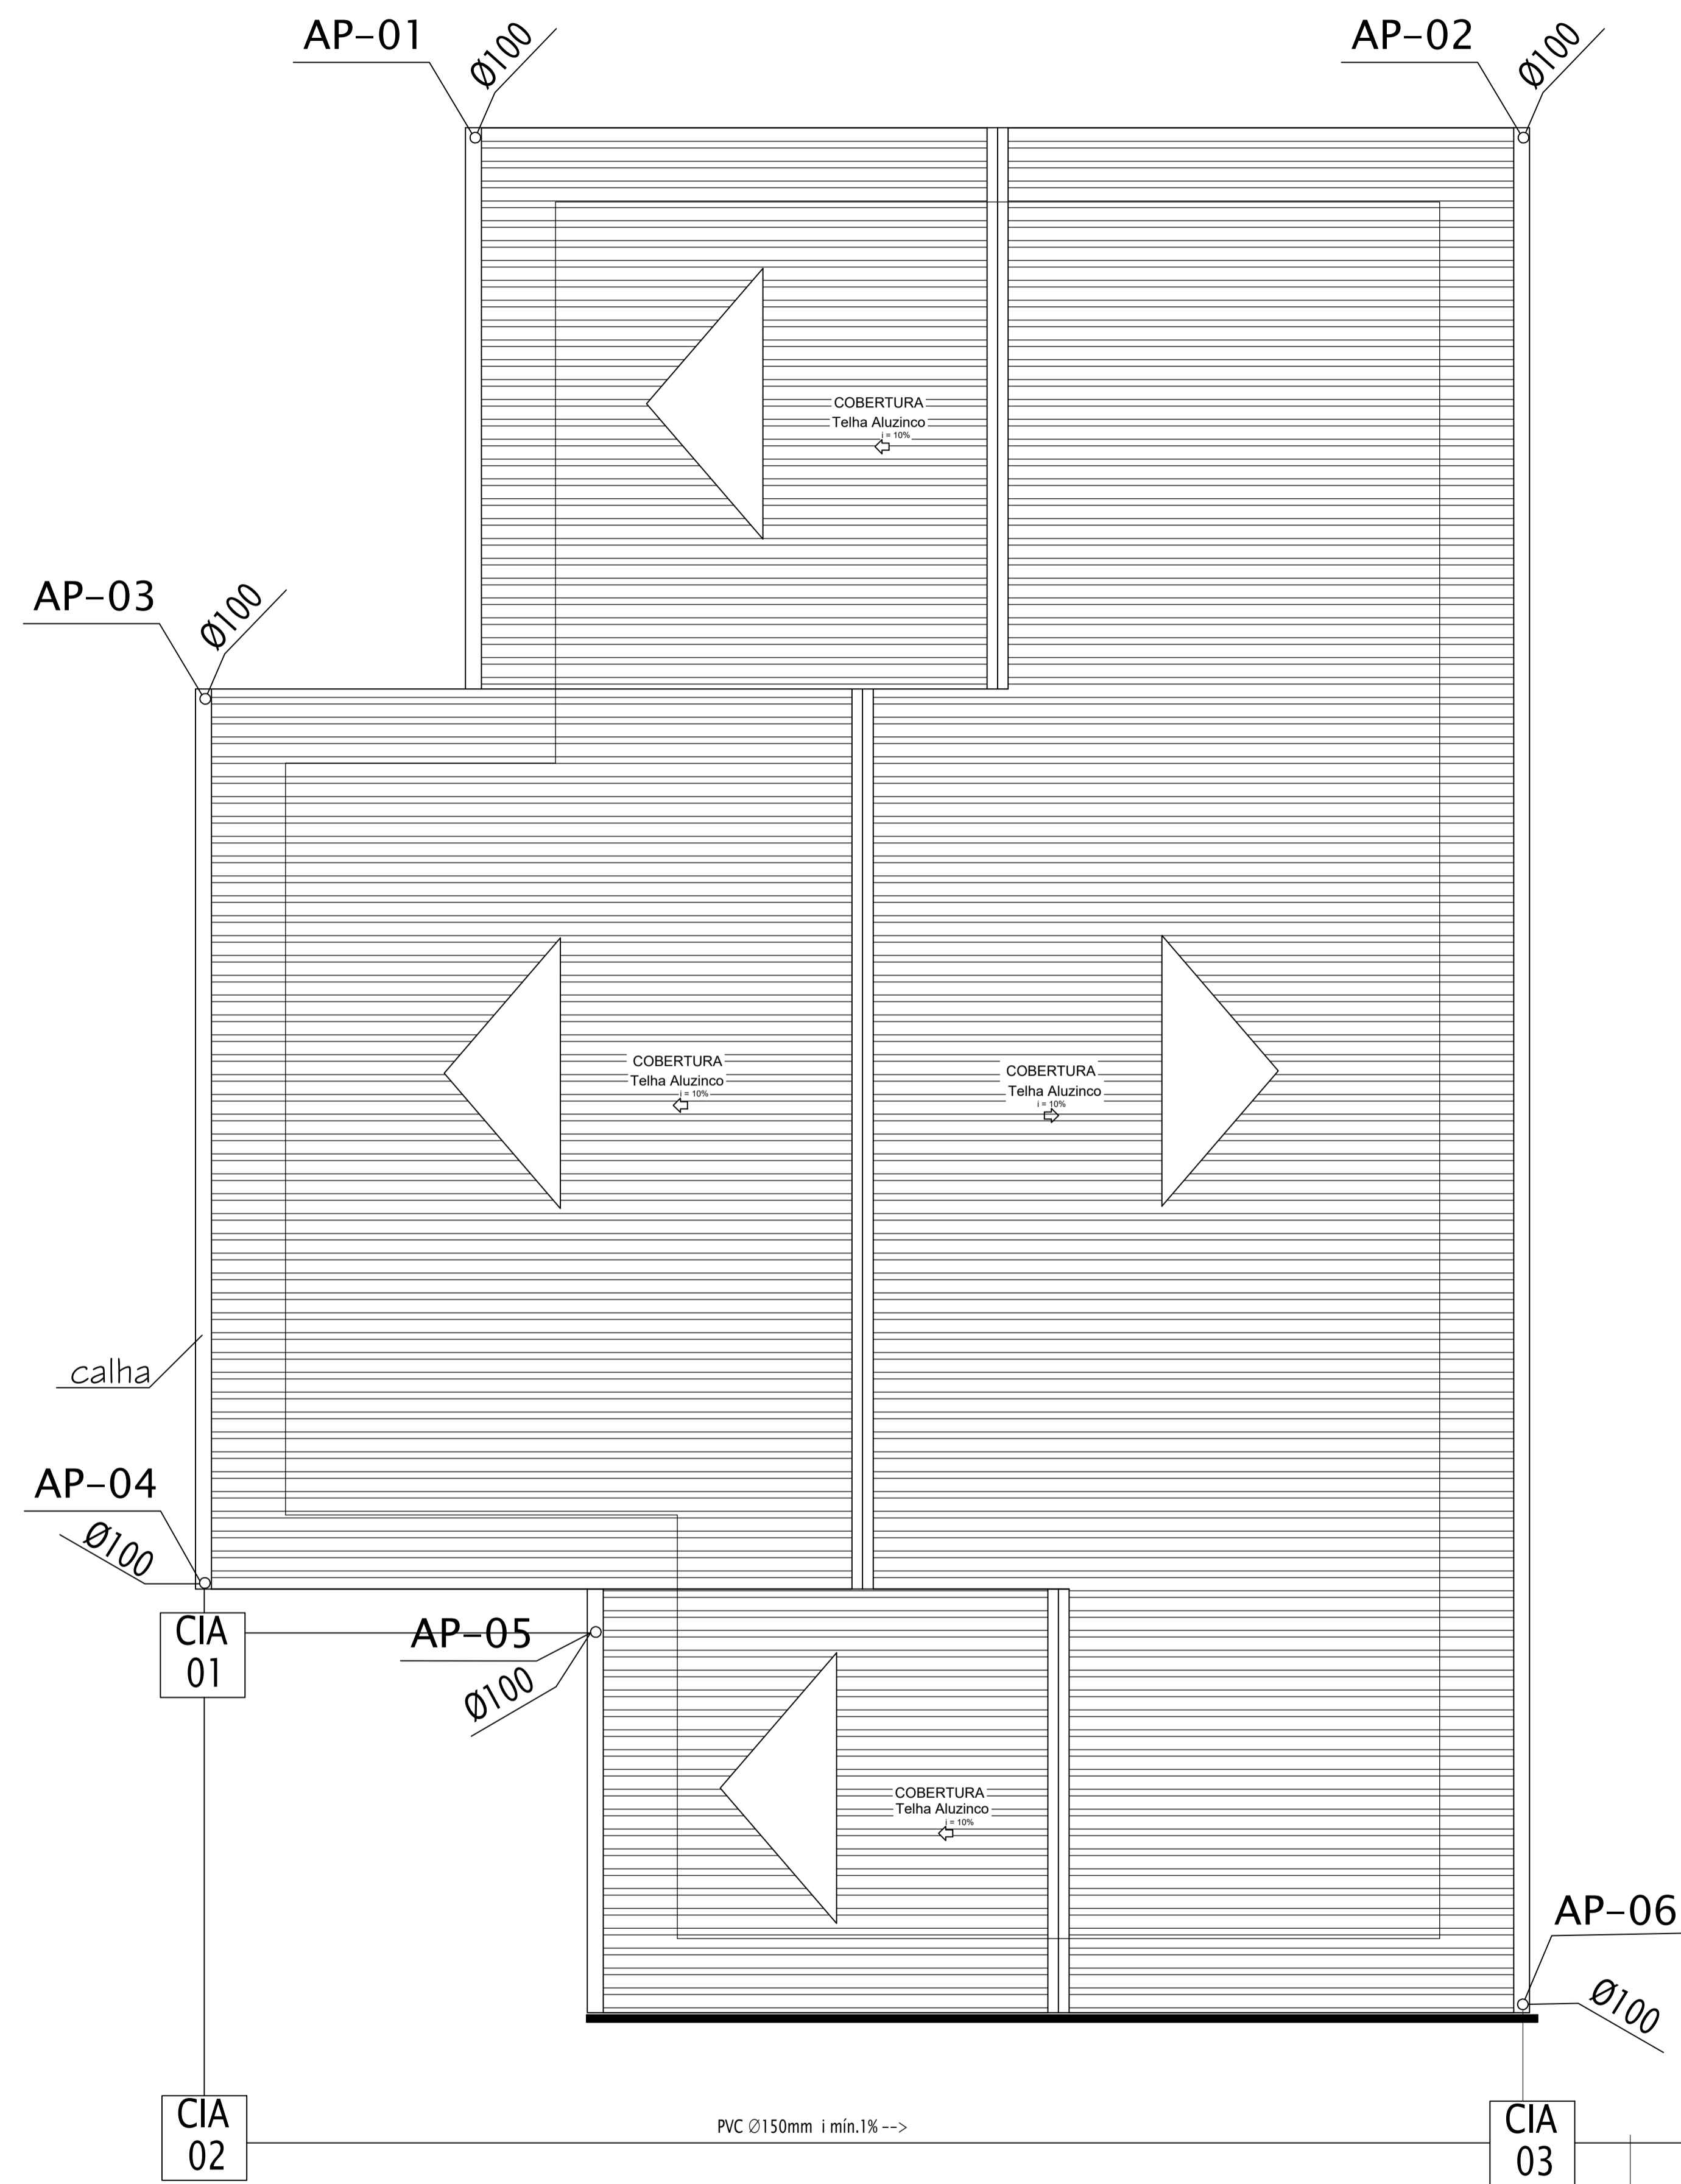 AP-01
Ø100
AP-02
Ø100
COBERTURA
Telha Aluzinco
i = 10%
AP-03
Ø100
COBERTURA
Telha Aluzinco
i = 10%
COBERTURA
Telha Aluzinco
i = 10%
calha
AP-04
Ø100
CIA
01
AP-05
Ø100
COBERTURA
Telha Aluzinco
i = 10%
AP-06
Ø100
CIA
02
PVC Ø150mm i mín.1% -->
CIA
03